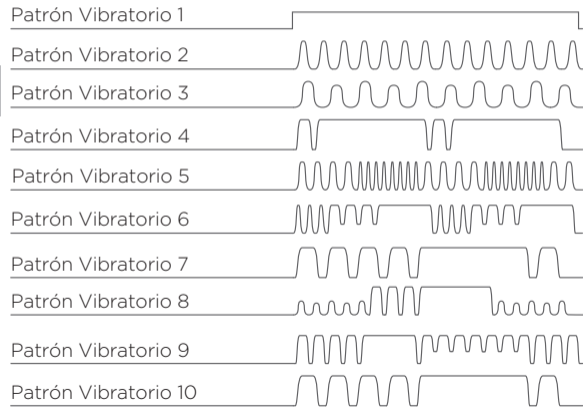 Patrón Vibratorio 1
Patrón Vibratorio 2
Patrón Vibratorio 3
Patrón Vibratorio 4
Patrón Vibratorio 5
Patrón Vibratorio 6
Patrón Vibratorio 7
Patrón Vibratorio 8
Patrón Vibratorio 9
Patrón Vibratorio 10